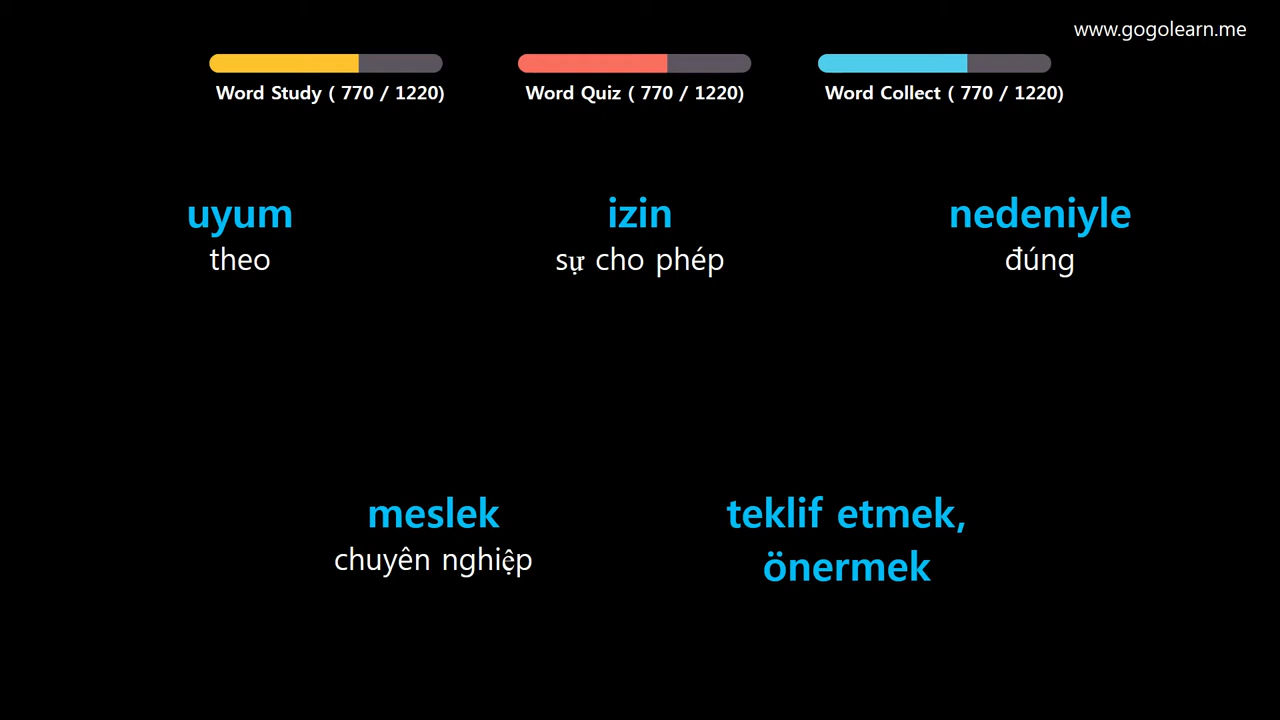 www.gogolearn.me
Word Study ( 770 / 1220)
Word Quiz ( 770 / 1220)
Word Collect ( 770 / 1220)
uyum
theo
izin
sự cho phép
nedeniyle
đúng
meslek
chuyên nghiệp
teklif etmek,
önermek